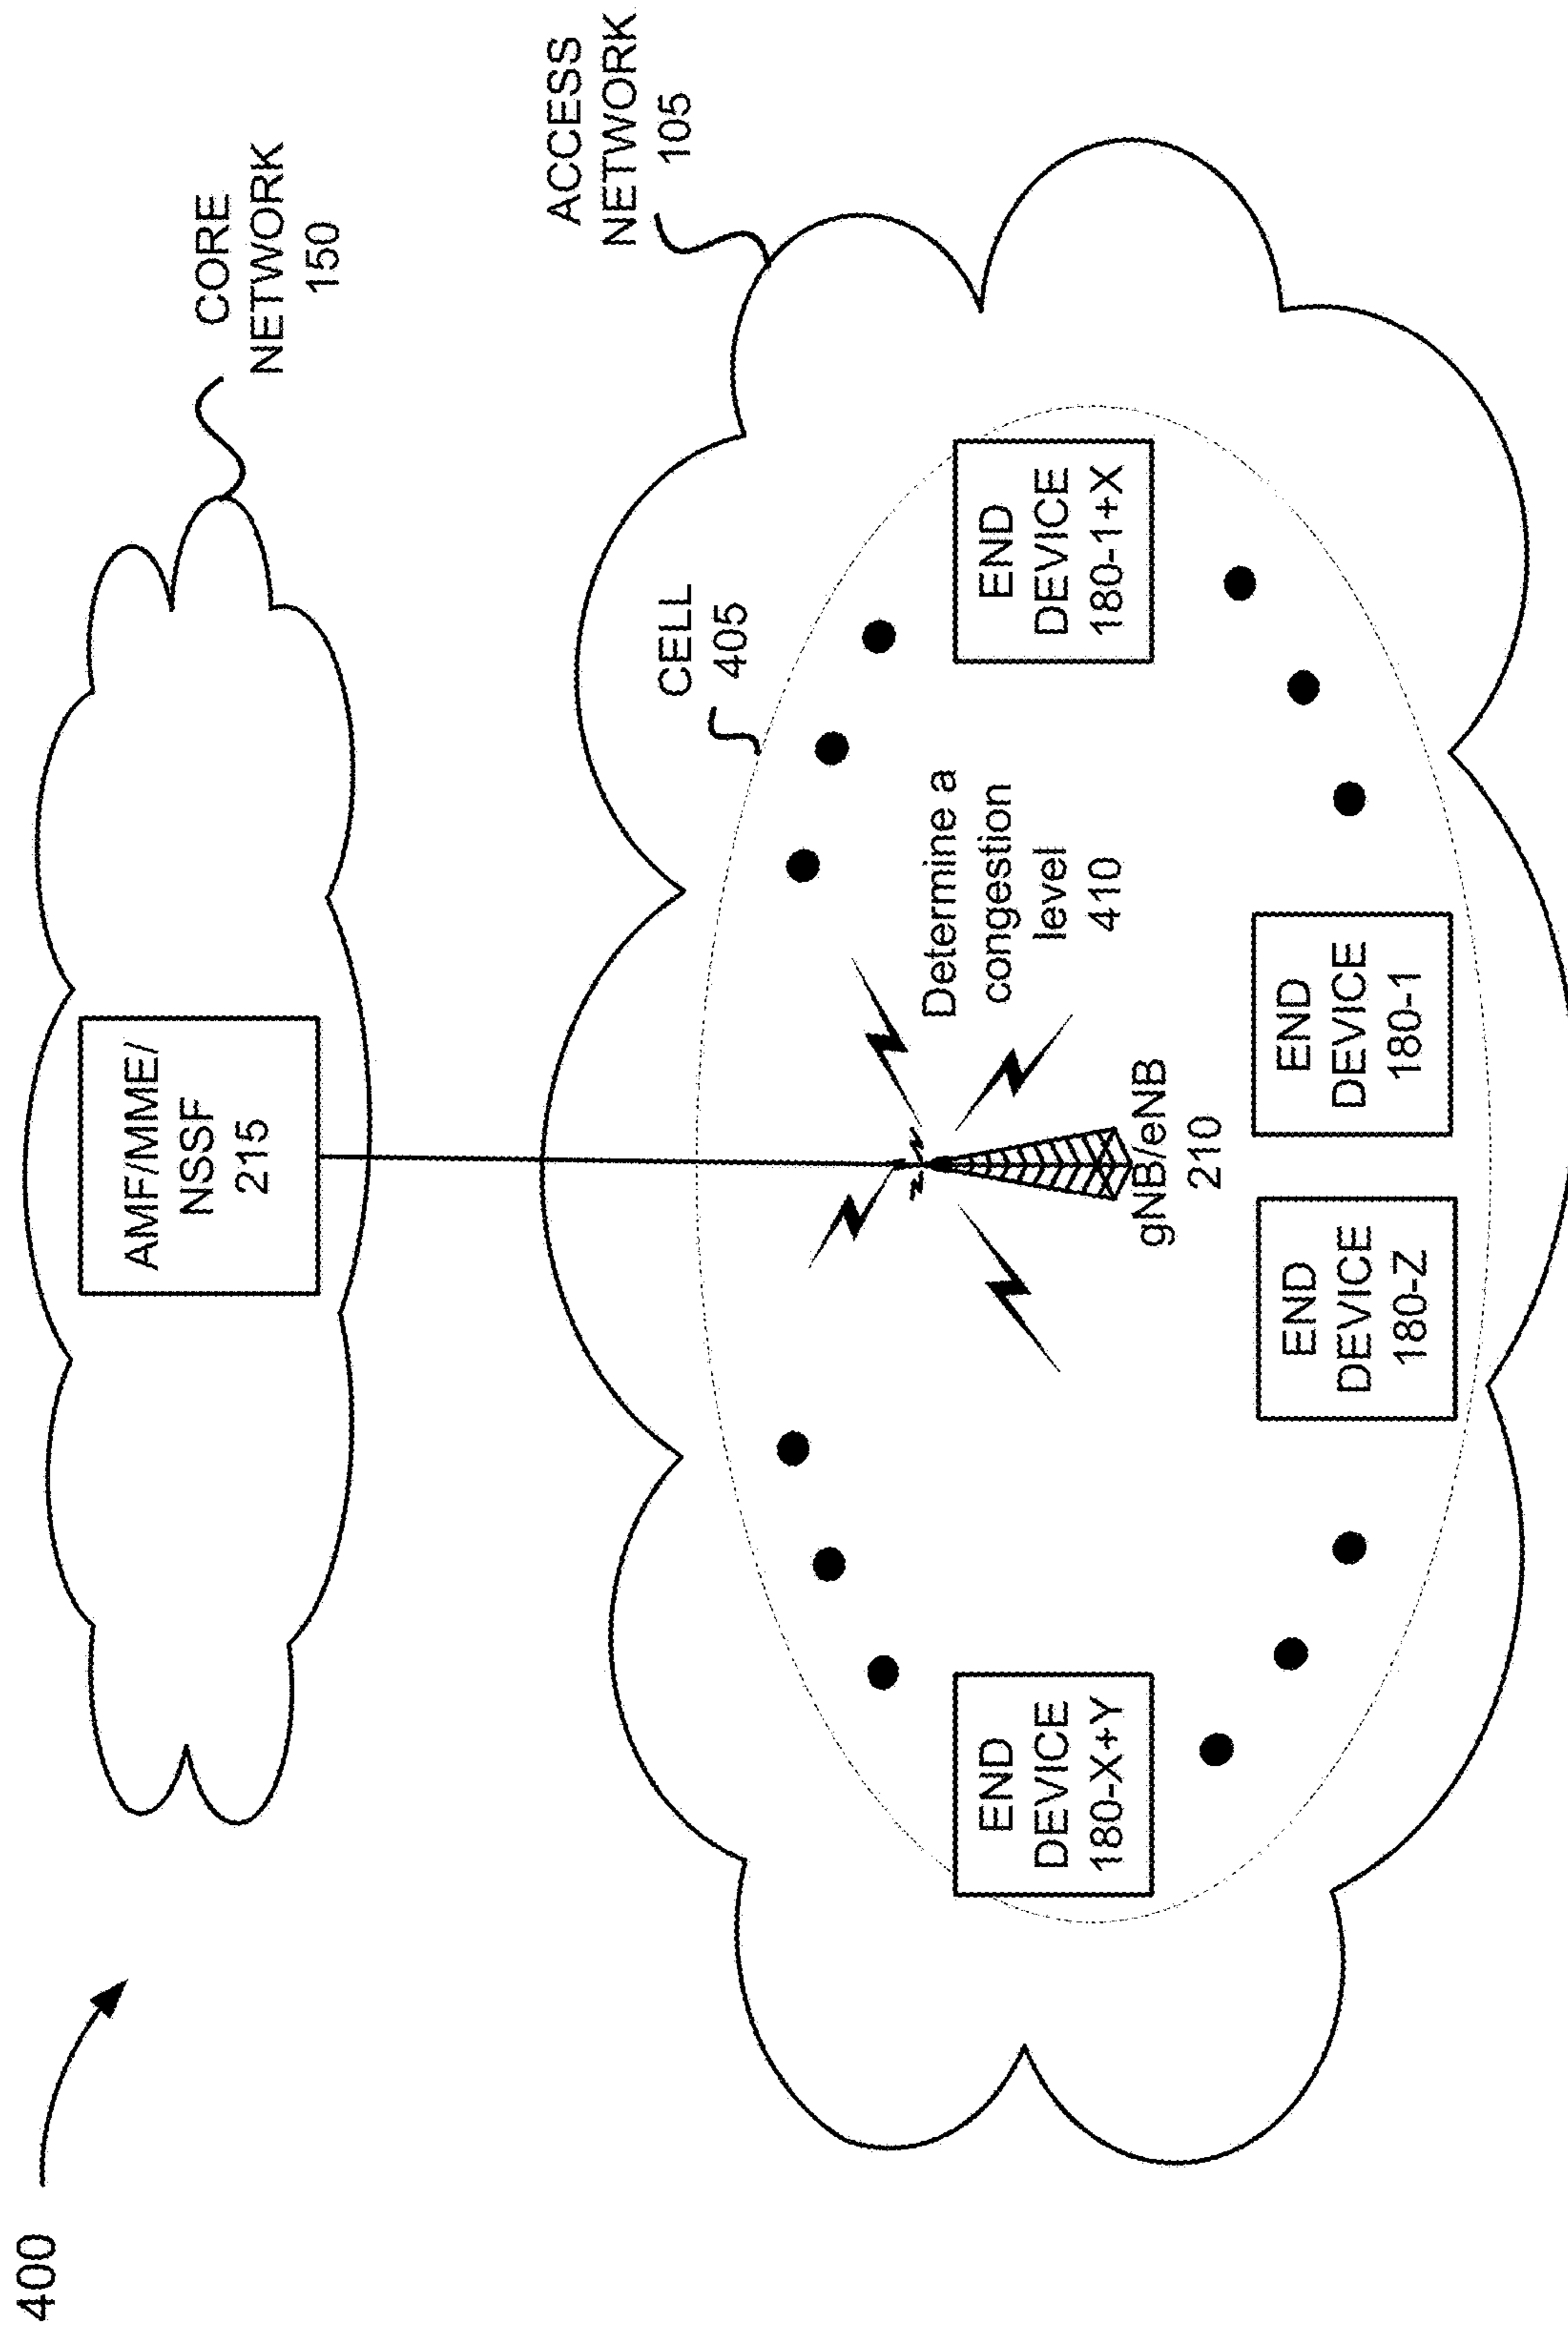 400
CORE
NETWORK
150
AMF/MME/
NSSF
215
ACCESS
NETWORK
105
CELL
405
Determine a
congestion
level
410
gNB/eNB
210
END
DEVICE
180-X+Y
END
DEVICE
180-1+X
END
DEVICE
180-Z
END
DEVICE
180-1